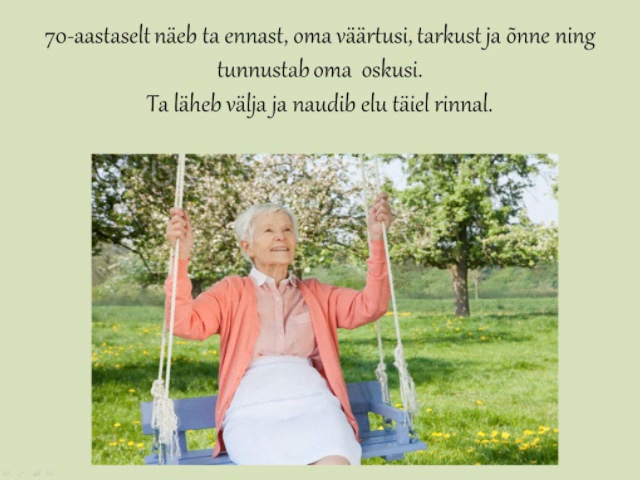 70-aastaselt näeb ta ennast, oma väärtusi, tarkust ja õnne ning
tunnustab oma oskusi.
Ta läheb välja ja naudib elu täiel rinnal.